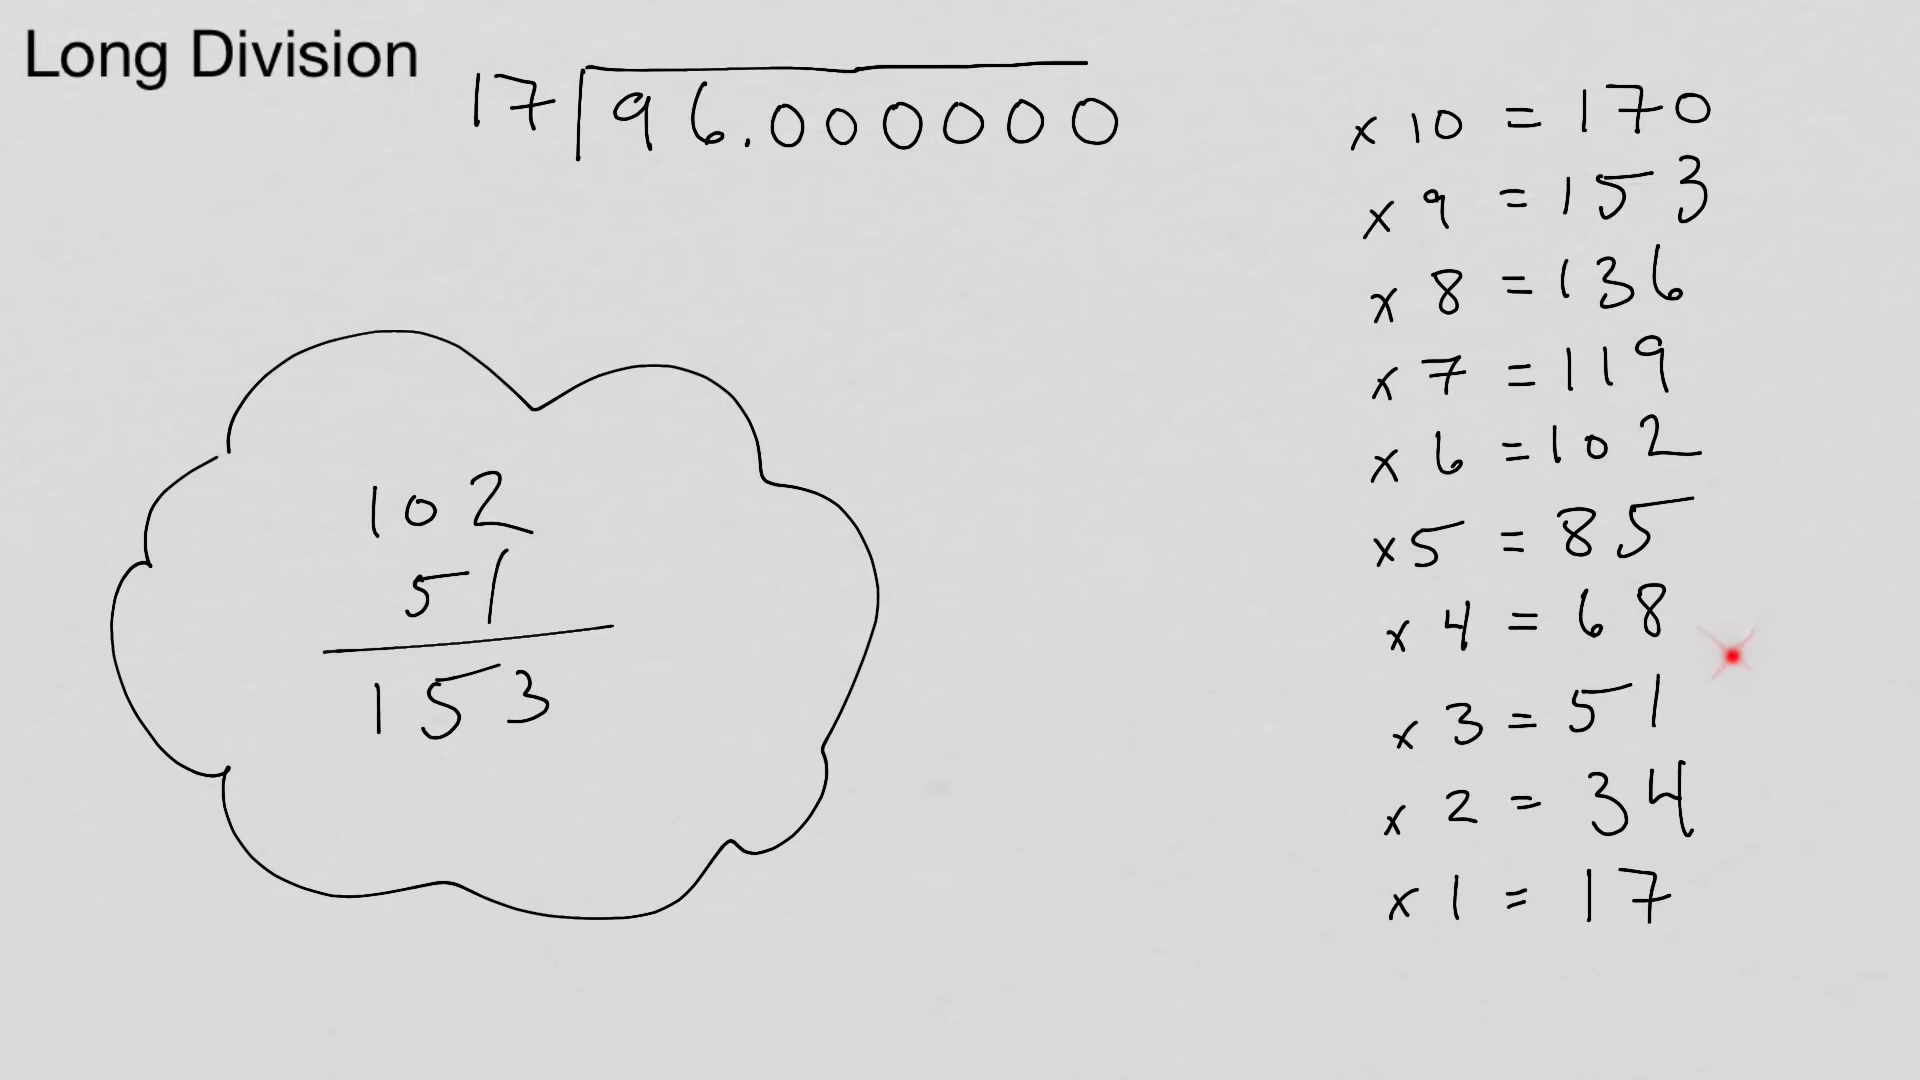 Long Division
17 96.000000
x 10 = 170
x 9 = 153
x 8 = 136
x 7 = 119
x 6 = 102
x 5 = 85
x 4 = 68
x 3 = 51
x 2 = 34
x 1 = 17
102
51
153